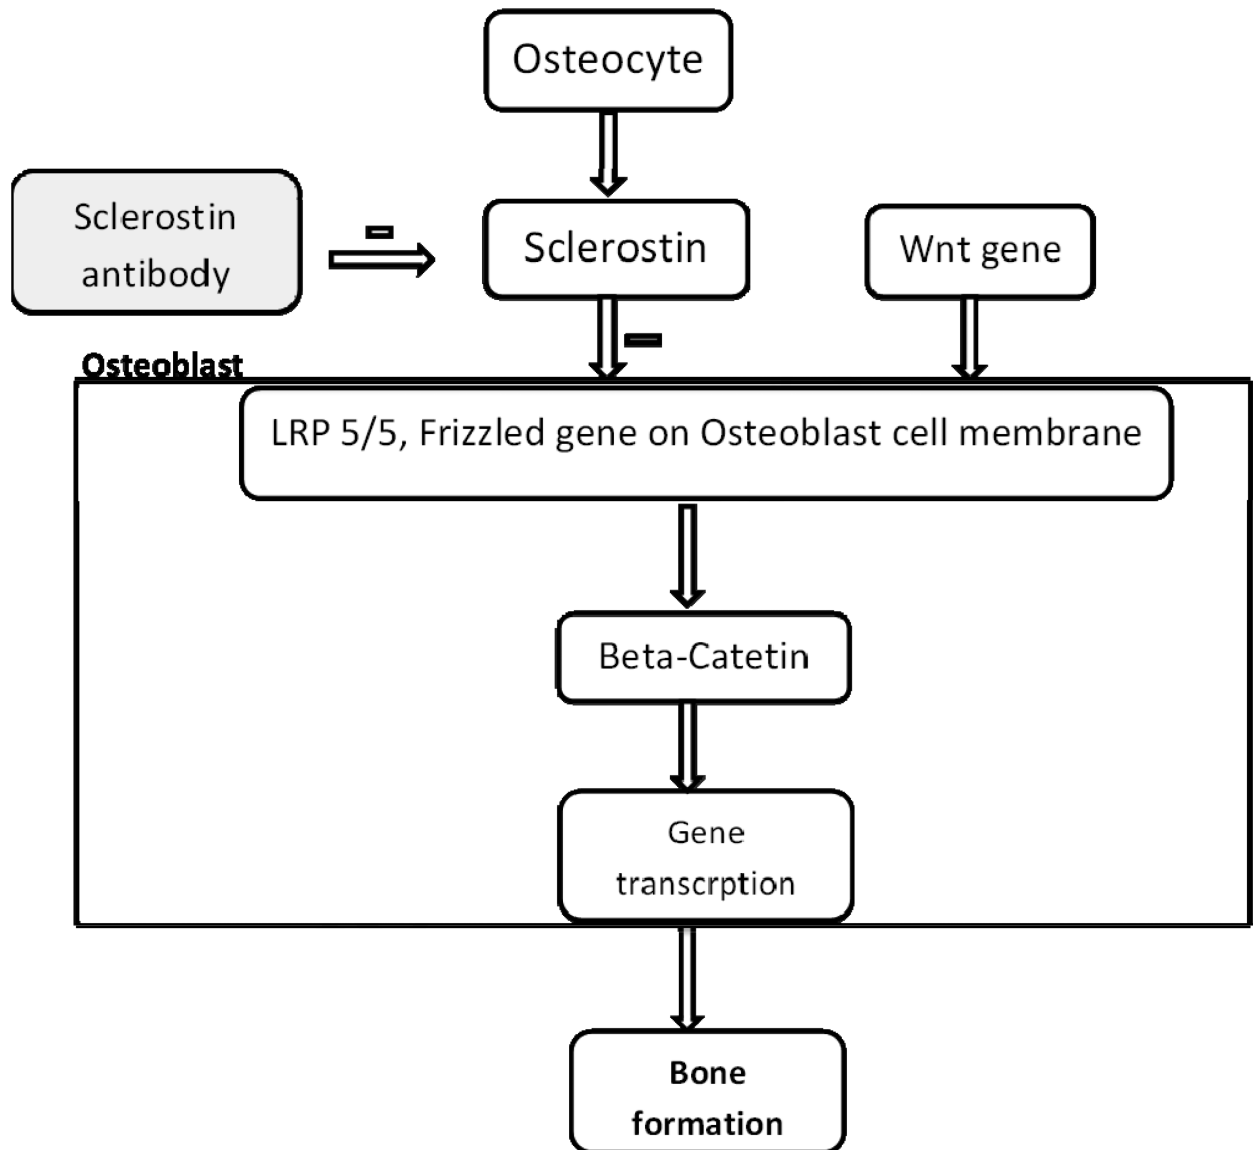 Osteocyte
Sclerostin
antibody
Sclerostin
Wnt gene
Osteoblast
LRP 5/5, Frizzled gene on Osteoblast cell membrane
Beta-Catetin
Gene
transcrption
Bone
formation